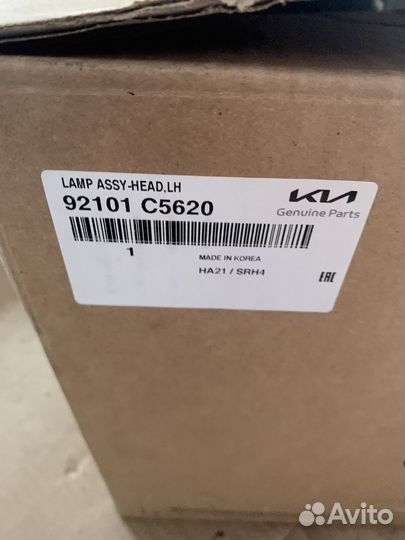 LAMP ASSY-HEAD,LH
92101 C5620
KIA
Genuine Parts
1
MADE IN KOREA
HA21 / SRH4
EAC
Avito